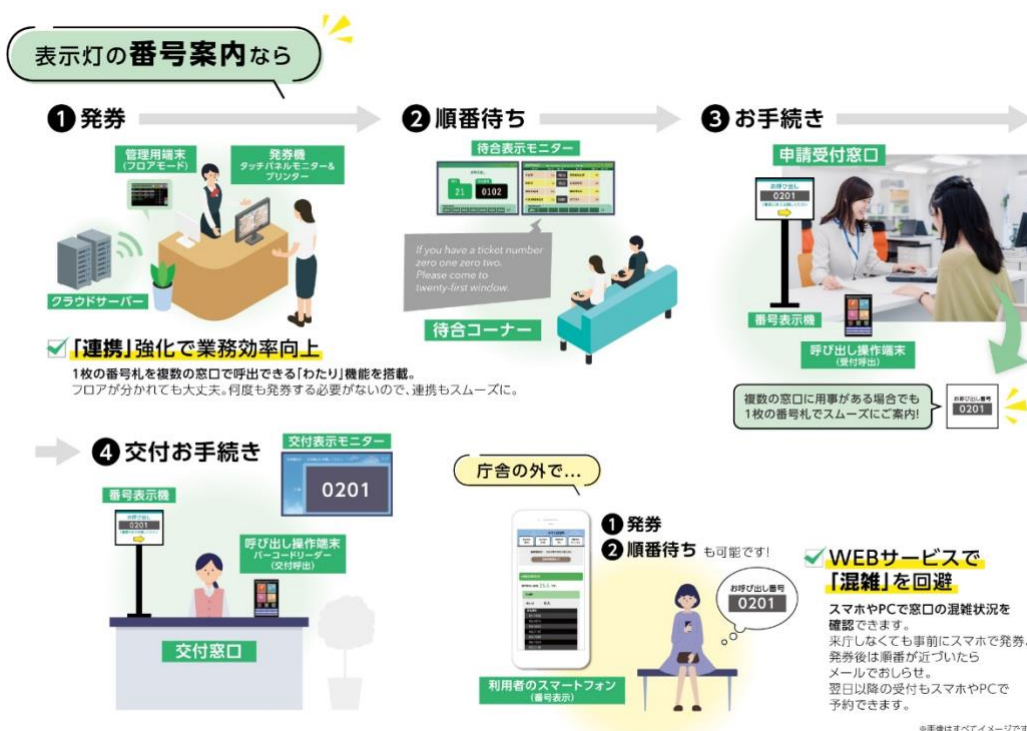 表示灯の番号案内なら
❶発券
管理用端末
(フロアモード)
発券機
タッチパネルモニター&
プリンター
クラウドサーバー
❷順番待ち
待合表示モニター
21
0102
If you have a ticket number
zero one zero two.
Please come to
twenty-first window.
待合コーナー
❸お手続き
申請受付窓口
お呼び出し
0201
番号表示機
呼び出し操作端末
(受付呼出)
「連携」強化で業務効率向上
1枚の番号札を複数の窓口で呼出できる「わたり」機能を搭載。
フロアが分かれても大丈夫。何度も発券する必要がないので、連携もスムーズに。
複数の窓口に用事がある場合でも
1枚の番号札でスムーズにご案内!
お呼び出し番号
0201
❹交付お手続き
交付表示モニター
0201
番号表示機
お呼び出し
0201
呼び出し操作端末
バーコードリーダー
(交付呼出)
交付窓口
庁舎の外で...
❶発券
❷順番待ち も可能です!
お呼び出し番号
0201
利用者のスマートフォン
(番号表示)
WEBサービスで
「混雑」を回避
スマホやPCで窓口の混雑状況を
確認できます。
来庁しなくても事前にスマホで発券。
発券後は順番が近づいたら
メールでおしらせ。
翌日以降の受付もスマホやPCで
予約できます。
※画像はすべてイメージです